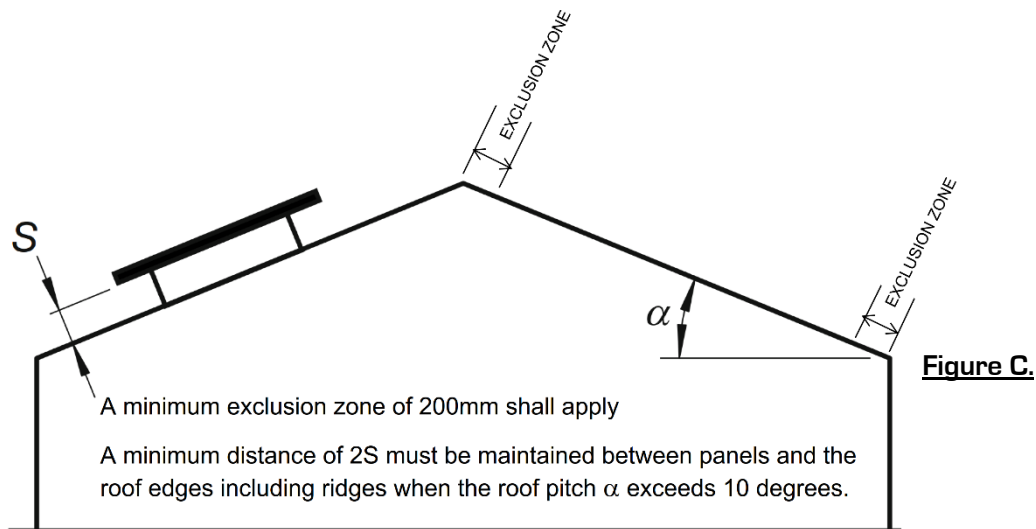 EXCLUSION ZONE
EXCLUSION ZONE
S
α
Figure C.
A minimum exclusion zone of 200mm shall apply
A minimum distance of 2S must be maintained between panels and the
roof edges including ridges when the roof pitch α exceeds 10 degrees.